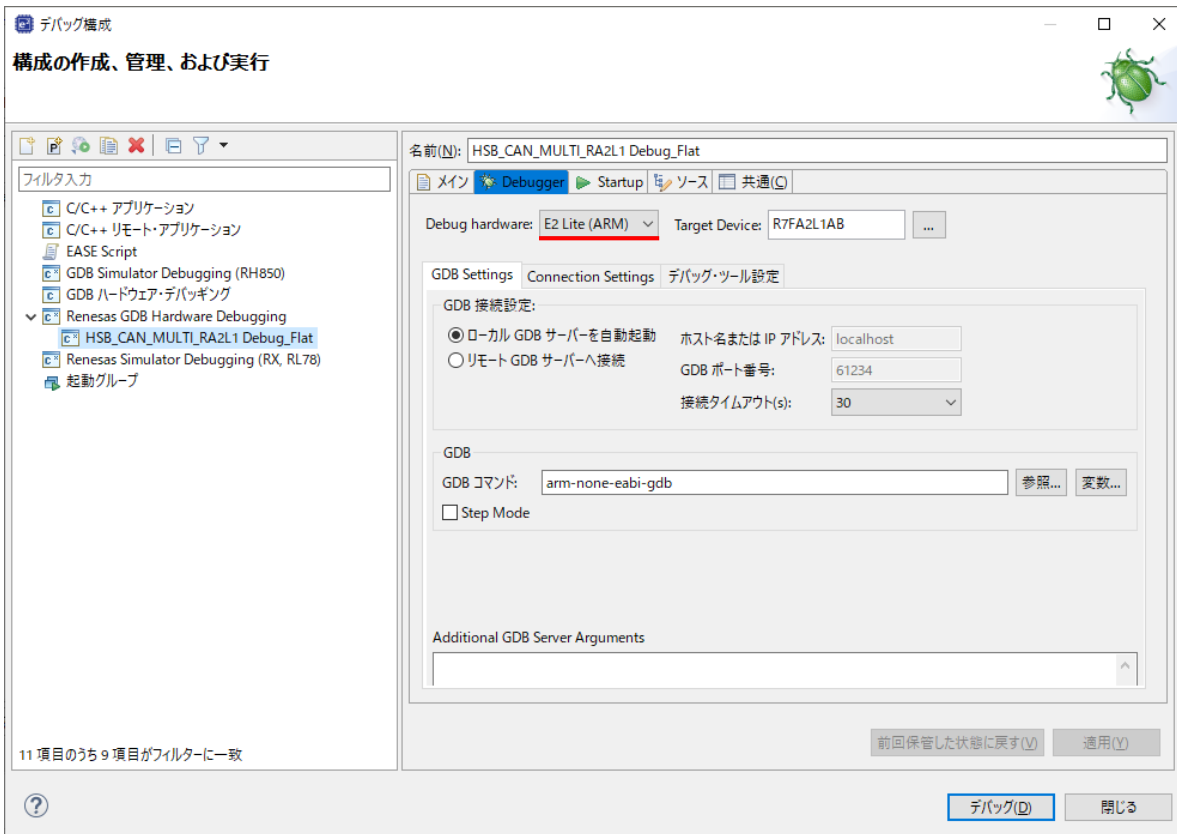 デバッグ構成
構成の作成、管理、および実行
フィルタ入力
C/C++ アプリケーション
C/C++ リモート・アプリケーション
EASE Script
GDB Simulator Debugging (RH850)
GDB ハードウェア・デバッギング
Renesas GDB Hardware Debugging
HSB_CAN_MULTI_RA2L1 Debug_Flat
Renesas Simulator Debugging (RX, RL78)
起動グループ
11 項目のうち 9 項目がフィルターに一致
名前(N): HSB_CAN_MULTI_RA2L1 Debug_Flat
メイン Debugger Startup ソース 共通(C)
Debug hardware: E2 Lite (ARM) Target Device: R7FA2L1AB ...
GDB Settings Connection Settings デバッグ・ツール設定
GDB 接続設定:
ローカル GDB サーバーを自動起動 ホスト名または IP アドレス: localhost
リモート GDB サーバーへ接続 GDB ポート番号: 61234
接続タイムアウト(s): 30
GDB
GDB コマンド: arm-none-eabi-gdb 参照... 変数...
Step Mode
Additional GDB Server Arguments
前回保管した状態に戻す(V) 適用(Y)
デバッグ(D) 閉じる